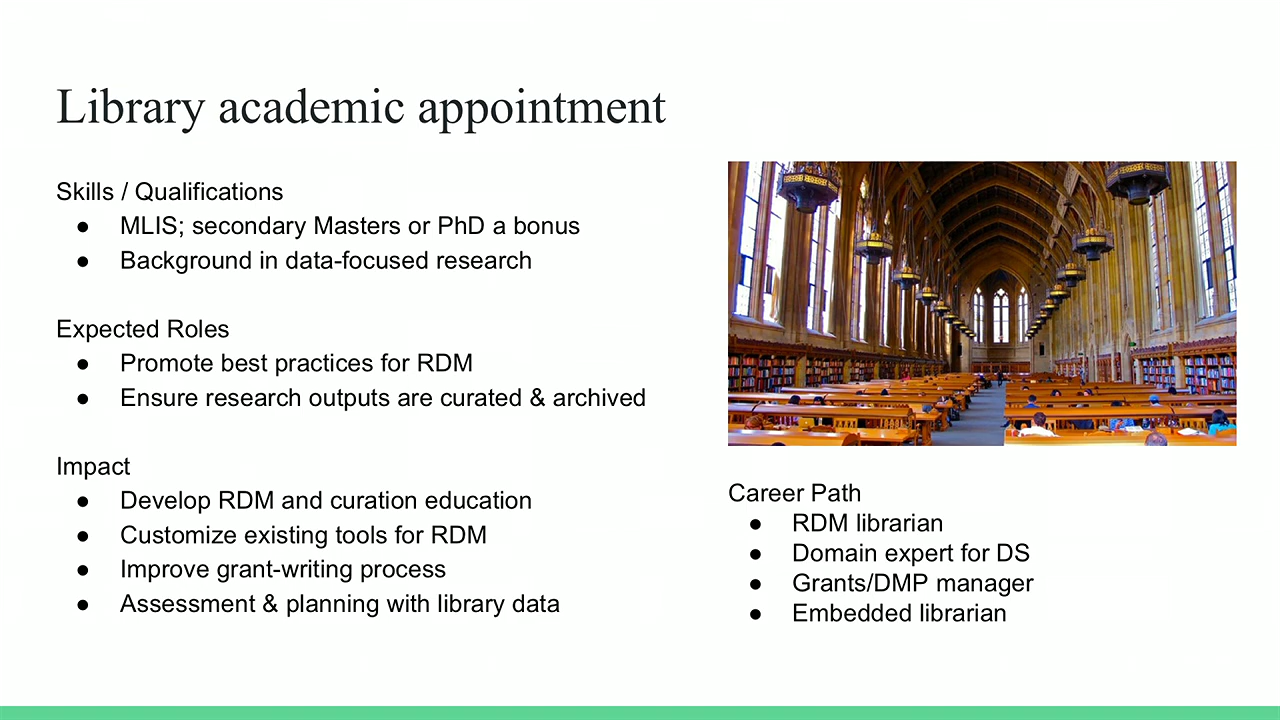 Library academic appointment
Skills / Qualifications
● MLIS; secondary Masters or PhD a bonus
● Background in data-focused research
Expected Roles
● Promote best practices for RDM
● Ensure research outputs are curated & archived
Impact
● Develop RDM and curation education
● Customize existing tools for RDM
● Improve grant-writing process
● Assessment & planning with library data
Career Path
● RDM librarian
● Domain expert for DS
● Grants/DMP manager
● Embedded librarian